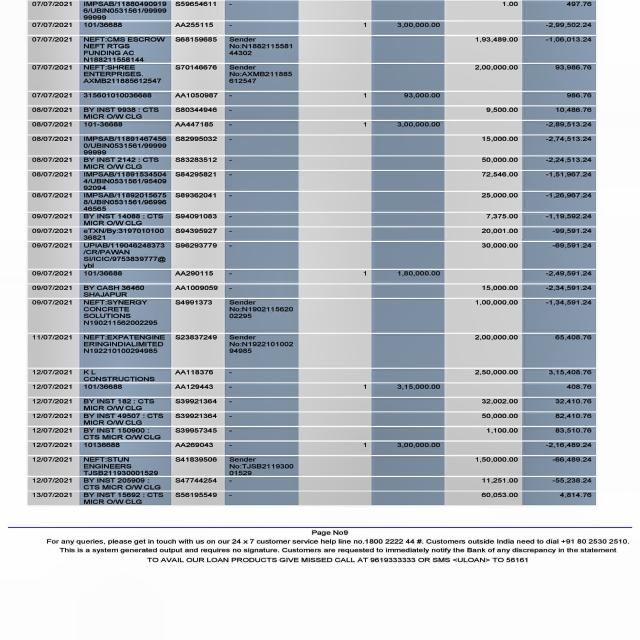 07/07/2021 IMPSAB/11880490919 S59654611 - 1.00 497.76
6/UBIN0531561/99999
99999
07/07/2021 101/36688 AA255115 - 1 3,00,000.00 -2,99,502.24
07/07/2021 NEFT:CMS ESCROW S68159685 Sender 1,93,489.00 -1,06,013.24
NEFT RTGS No:N1882115581
FUNDING AC 44302
N188211558144
07/07/2021 NEFT:SHREE S70146676 Sender 2,00,000.00 93,986.76
ENTERPRISES. No:AXMB211885
AXMB211885612547 612547
07/07/2021 315601010036688 AA1050987 - 1 93,000.00 986.76
08/07/2021 BY INST 9938 : CTS S80344946 - 9,500.00 10,486.76
MICR O/W CLG
08/07/2021 101-36688 AA447185 - 1 3,00,000.00 -2,89,513.24
08/07/2021 IMPSAB/11891467456 S82995032 - 15,000.00 -2,74,513.24
0/UBIN0531561/99999
99999
08/07/2021 BY INST 2142 : CTS S83283512 - 50,000.00 -2,24,513.24
MICR O/W CLG
08/07/2021 IMPSAB/11891534504 S84295821 - 72,546.00 -1,51,967.24
4/UBIN0531561/95409
92094
08/07/2021 IMPSAB/11892015675 S89362041 - 25,000.00 -1,26,967.24
8/UBIN0531561/96996
46565
09/07/2021 BY INST 14088 : CTS S94091083 - 7,375.00 -1,19,592.24
MICR O/W CLG
09/07/2021 eTXN/By:3197010100 S94395927 - 20,001.00 -99,591.24
36821
09/07/2021 UPIAB/119046248373 S96293779 - 30,000.00 -69,591.24
/CR/PAWAN
SI/ICIC/9753839777@
ybl
09/07/2021 101/36688 AA290115 - 1 1,80,000.00 -2,49,591.24
09/07/2021 BY CASH 36460 AA1009059 - 15,000.00 -2,34,591.24
SHAJAPUR
09/07/2021 NEFT:SYNERGY S4991373 Sender 1,00,000.00 -1,34,591.24
CONCRETE No:N1902115620
SOLUTIONS 02295
N190211562002295
11/07/2021 NEFT:EXPATENGINE S23837249 Sender 2,00,000.00 65,408.76
ERINGINDIALIMITED No:N1922101002
N192210100294985 94985
12/07/2021 K L AA118376 - 2,50,000.00 3,15,408.76
CONSTRUCTIONS
12/07/2021 101/36688 AA129443 - 1 3,15,000.00 408.76
12/07/2021 BY INST 182 : CTS S39921364 - 32,002.00 32,410.76
MICR O/W CLG
12/07/2021 BY INST 49507 : CTS S39921364 - 50,000.00 82,410.76
MICR O/W CLG
12/07/2021 BY INST 150900 : S39957345 - 1,100.00 83,510.76
CTS MICR O/W CLG
12/07/2021 10136688 AA269043 - 1 3,00,000.00 -2,16,489.24
12/07/2021 NEFT:STUN S41839506 Sender 1,50,000.00 -66,489.24
ENGINEERS No:TJSB2119300
TJSB211930001529 01529
12/07/2021 BY INST 205909 : S47744254 - 11,251.00 -55,238.24
CTS MICR O/W CLG
13/07/2021 BY INST 15692 : CTS S56195549 - 60,053.00 4,814.76
MICR O/W CLG
Page No9
For any queries, please get in touch with us on our 24 x 7 customer service help line no.1800 2222 44 #. Customers outside India need to dial +91 80 2530 2510.
This is a system generated output and requires no signature. Customers are requested to immediately notify the Bank of any discrepancy in the statement
TO AVAIL OUR LOAN PRODUCTS GIVE MISSED CALL AT 9619333333 OR SMS <ULOAN> TO 56161